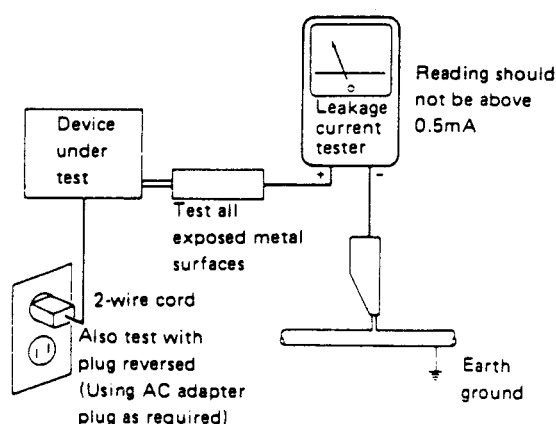 Reading should
not be above
0.5mA
Leakage
current
tester
+ -
Device
under
test
Test all
exposed metal
surfaces
2-wire cord
Also test with
plug reversed
(Using AC adapter
plug as required)
Earth
ground